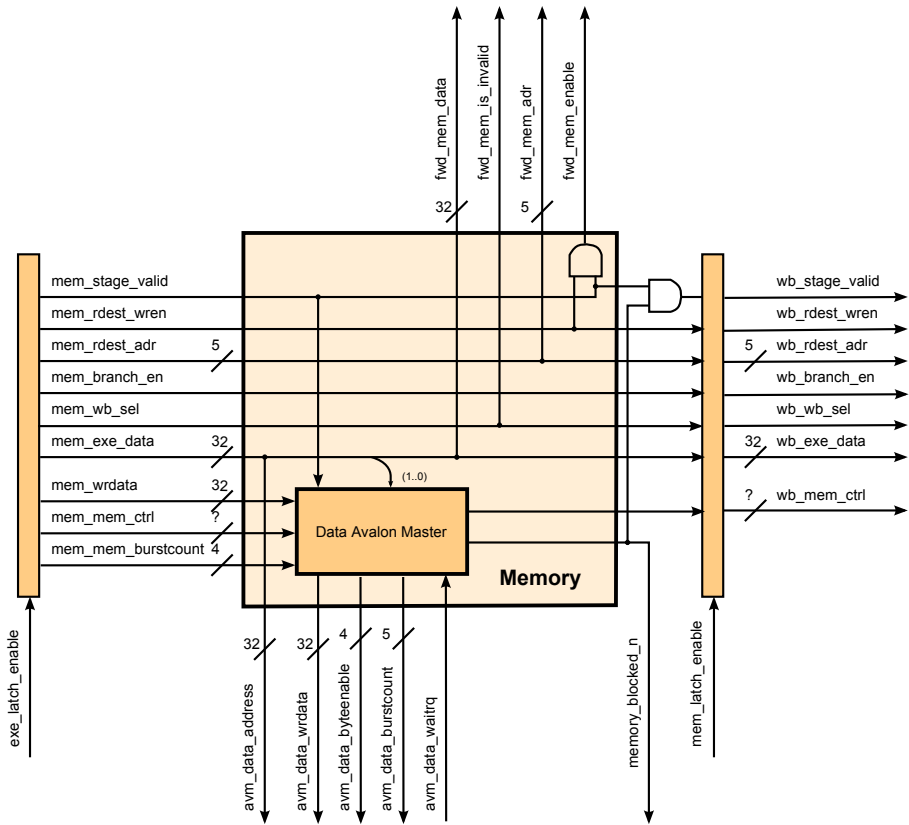 fwd_mem_data
fwd_mem_is_invalid
fwd_mem_adr
fwd_mem_enable
32
5
mem_stage_valid
wb_stage_valid
mem_rdest_wren
wb_rdest_wren
mem_rdest_adr
5
5
wb_rdest_adr
mem_branch_en
wb_branch_en
mem_wb_sel
wb_wb_sel
mem_exe_data
32
32
wb_exe_data
(1..0)
mem_wrdata
32
?
wb_mem_ctrl
mem_mem_ctrl
?
Data Avalon Master
mem_mem_burstcount
4
Memory
32
32
4
5
exe_latch_enable
avm_data_address
avm_data_wrdata
avm_data_byteenable
avm_data_burstcount
avm_data_waitrq
memory_blocked_n
mem_latch_enable